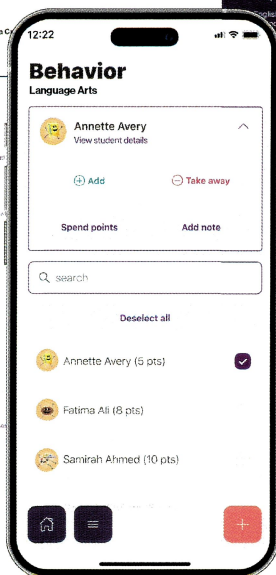 12:22
Behavior
Language Arts
Annette Avery
View student details
Add
Take away
Spend points
Add note
search
Deselect all
Annette Avery (5 pts)
Fatima Ali (8 pts)
Samirah Ahmed (10 pts)